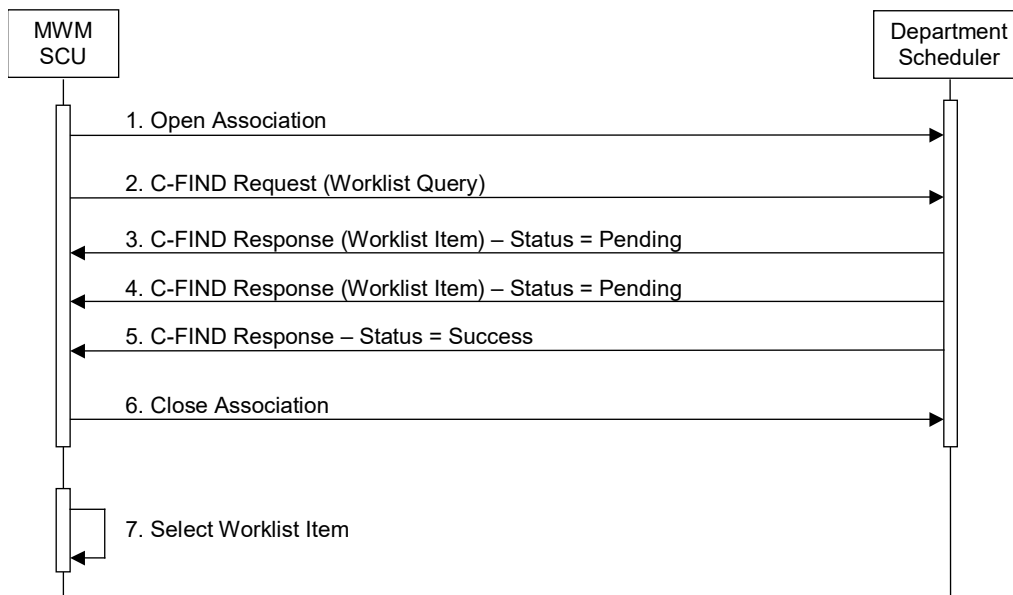 MWM
SCU
Department
Scheduler
1. Open Association
2. C-FIND Request (Worklist Query)
3. C-FIND Response (Worklist Item) – Status = Pending
4. C-FIND Response (Worklist Item) – Status = Pending
5. C-FIND Response – Status = Success
6. Close Association
7. Select Worklist Item